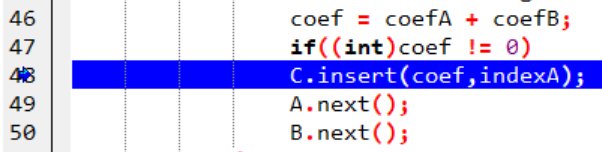 46 coef = coefA + coefB;
47 if((int)coef != 0)
48 C.insert(coef,indexA);
49 A.next();
50 B.next();